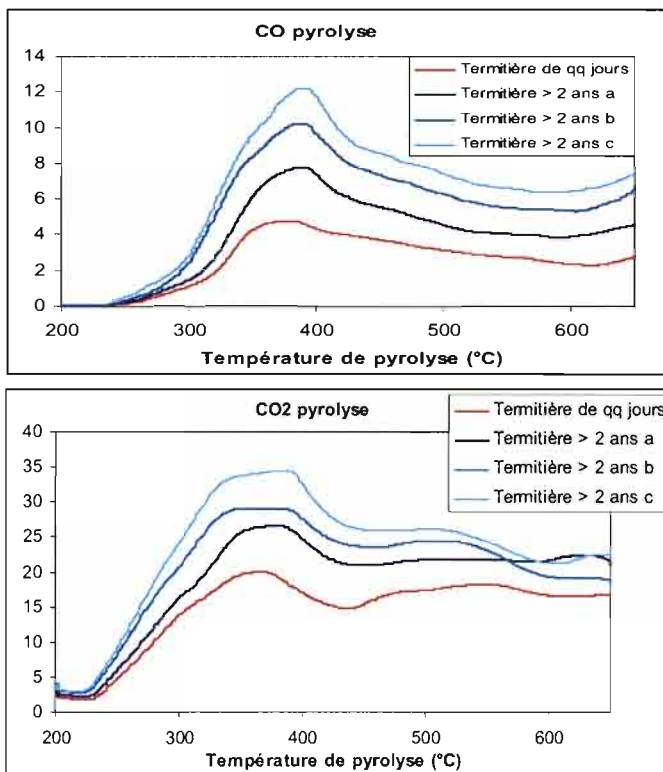 CO pyrolyse
14
12
10
8
6
4
2
0
Termitière de qq jours
Termitière > 2 ans a
Termitière > 2 ans b
Termitière > 2 ans c
200 300 400 500 600
Température de pyrolyse (°C)
CO2 pyrolyse
40
35
30
25
20
15
10
5
0
Termitière de qq jours
Termitière > 2 ans a
Termitière > 2 ans b
Termitière > 2 ans c
200 300 400 500 600
Température de pyrolyse (°C)